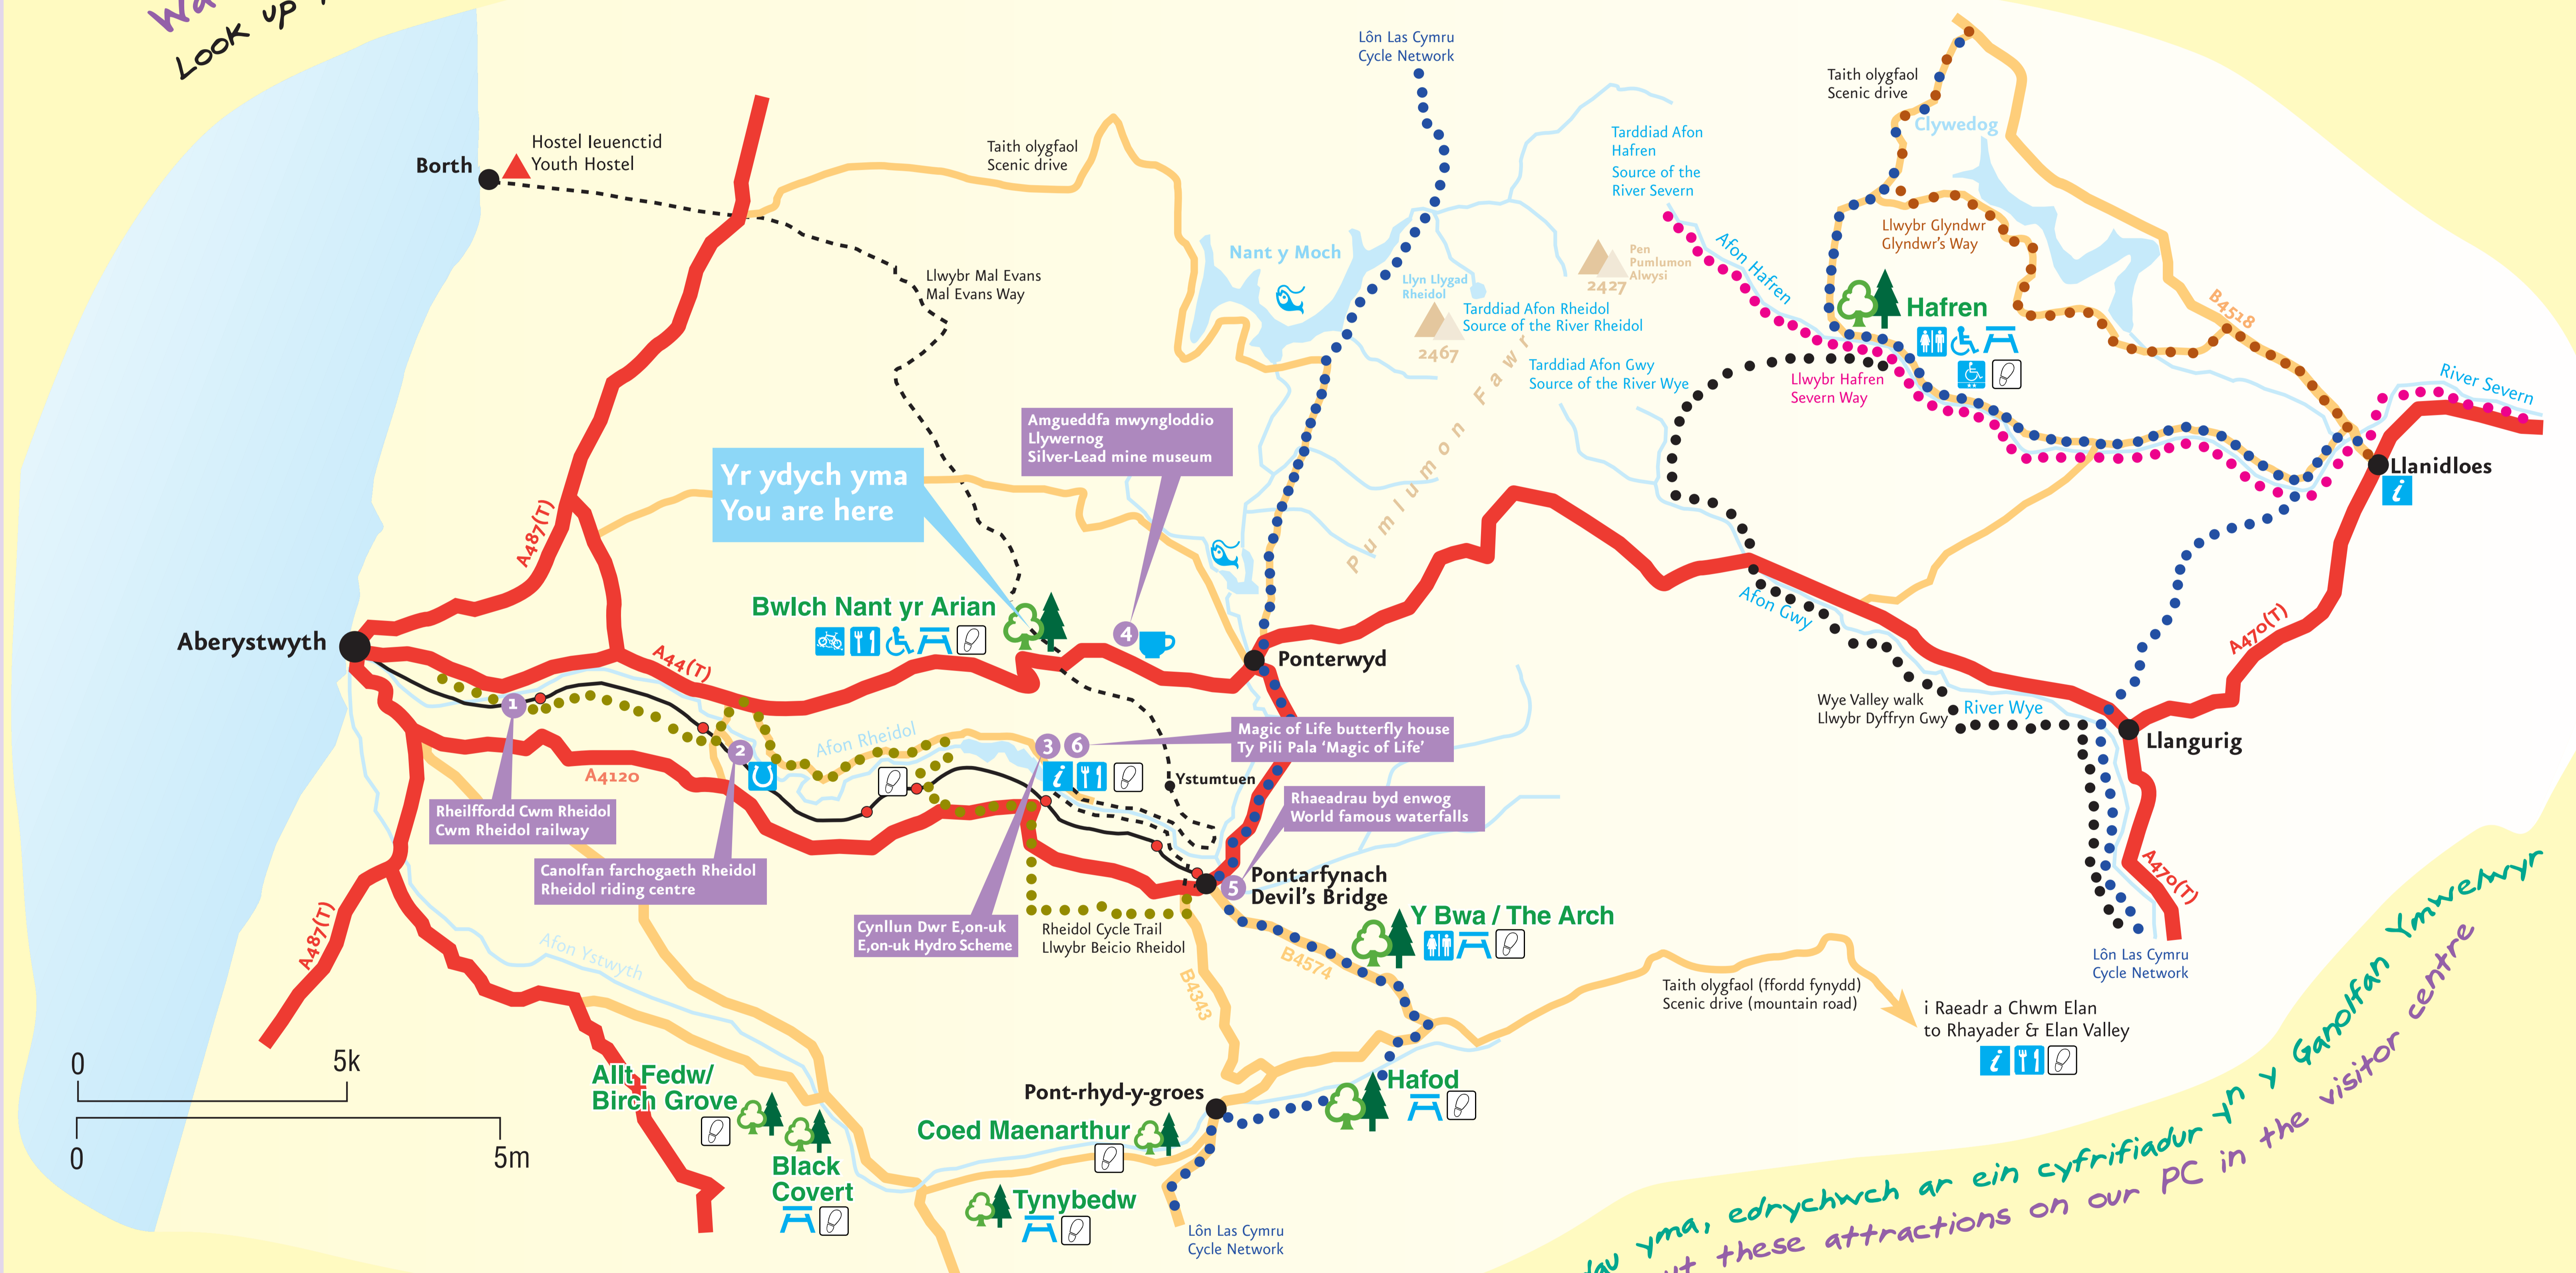 Look up
Lôn Las Cymru
Cycle Network
Taith olygfaol
Scenic drive
Clywedog
Hostel Ieuenctid
Youth Hostel
Borth
Taith olygfaol
Scenic drive
Tarddiad Afon
Hafren
Source of the
River Severn
Llwybr Glyndwr
Glyndwr's Way
Afon Hafren
Nant y Moch
Pen
Pumlumon
Alwysi
2427
Llyn Llygad
Rheidol
Llwybr Mal Evans
Mal Evans Way
Tarddiad Afon Rheidol
Source of the River Rheidol
2467
Hafren
B4518
Pumlumon Fawr
Tarddiad Afon Gwy
Source of the River Wye
Llwybr Hafren
Severn Way
River Severn
Amgueddfa mwyngloddio
Llywernog
Silver-Lead mine museum
Yr ydych yma
You are here
Llanidloes
i
A487(T)
Bwlch Nant yr Arian
4
Afon Gwy
Aberystwyth
A44(T)
Ponterwyd
A470(T)
1
Wye Valley walk
Llwybr Dyffryn Gwy
River Wye
Llangurig
2
Afon Rheidol
3
6
Magic of Life butterfly house
Ty Pili Pala 'Magic of Life'
A4120
i
Ystumtuen
Rheilffordd Cwm Rheidol
Cwm Rheidol railway
Rhaeadrau byd enwog
World famous waterfalls
Canolfan farchogaeth Rheidol
Rheidol riding centre
5
Pontarfynach
Devil's Bridge
A470(T)
A487(T)
Cynllun Dwr E,on-uk
E,on-uk Hydro Scheme
Rheidol Cycle Trail
Llwybr Beicio Rheidol
Y Bwa / The Arch
Afon Ystwyth
B4343
B4574
Lôn Las Cymru
Cycle Network
Taith olygfaol (ffordd fynydd)
Scenic drive (mountain road)
i Raeadr a Chwm Elan
to Rhayader & Elan Valley
i
0
5k
0
5m
Allt Fedw/
Birch Grove
Pont-rhyd-y-groes
Hafod
Coed Maenarthur
Black
Covert
Tynybedw
Lôn Las Cymru
Cycle Network
yma, edrychwch ar ein cyfrifiadur yn y Ganolfan Ymwelwyr
these attractions on our PC in the visitor centre